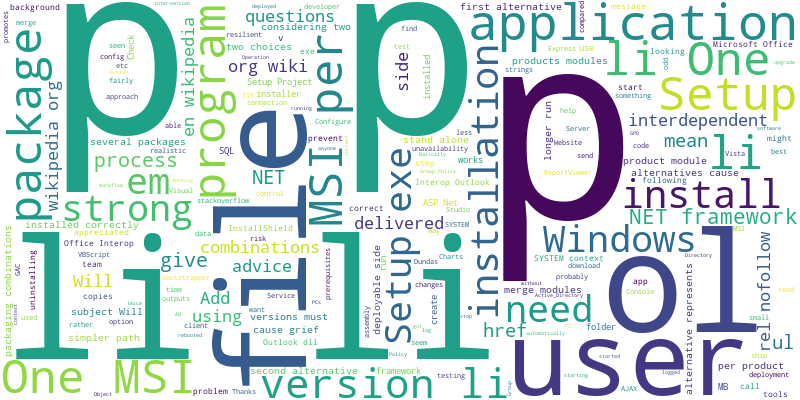 background
promotes
merge
resilient
deployed
developer
questions
considering two
two choices
v
exe
org wiki
en wikipedia
program
package
wikipedia org
p
seen
Check
config
etc
fairly
approach
able
Setup Project
installer
connection
IIS
Configure
SQL
NET
several packages
process
realistic
Visual
em
strong
workflow
stackoverflow
control
data
InstallShield
risk
combinations
give
advice
installed correctly
appreciated
Office Interop
VBScript
team
GAC
uninstalling
packaging combinations
context
used
copies
Will
subject Will
rather
option
simpler path
bootstrapper
time
outputs
Add
using
AD
client
rebooted
Service
want
PCs
prerequisites
versions must
cause grief
Outlook dll
second alternative
framework
problem
Thanks
Object
testing
One MSI
version li
li
file
MSI per
p
side
find
test
installed
prevent
anyone
running
stand alone
less
unavailability
step
works
Group_Policy
Basically
Interop Outlook
correct
delivered
ASP Net
Studio
SYSTEM
way
Dundas
Charts
changes
create
run
assembly
deployable side
Setup exe
get
log
seem
stop
Policy
li
installation
application
first alternative
message
compared
Express
use
add
products modules
looking
strings
li
One
Microsoft Office
upgrade
start
something
Setup
interdependent
longer run
help
Server
Website
send
GPO
code
mean
Vista
might
best
software
li
product module
alternatives cause
following
ReportViewer
install
NET framework
p
Windows
SYSTEM context
download
probably
merge modules
Active_Directory
without
need
href
folder
rc
automatically
app
Console
ol
MSI
Directory
rel nofollow
read
small
ul
ship
per product
deployment
MB
call
tools
alternative represents
started
starting
AJAX
logged
Group
user